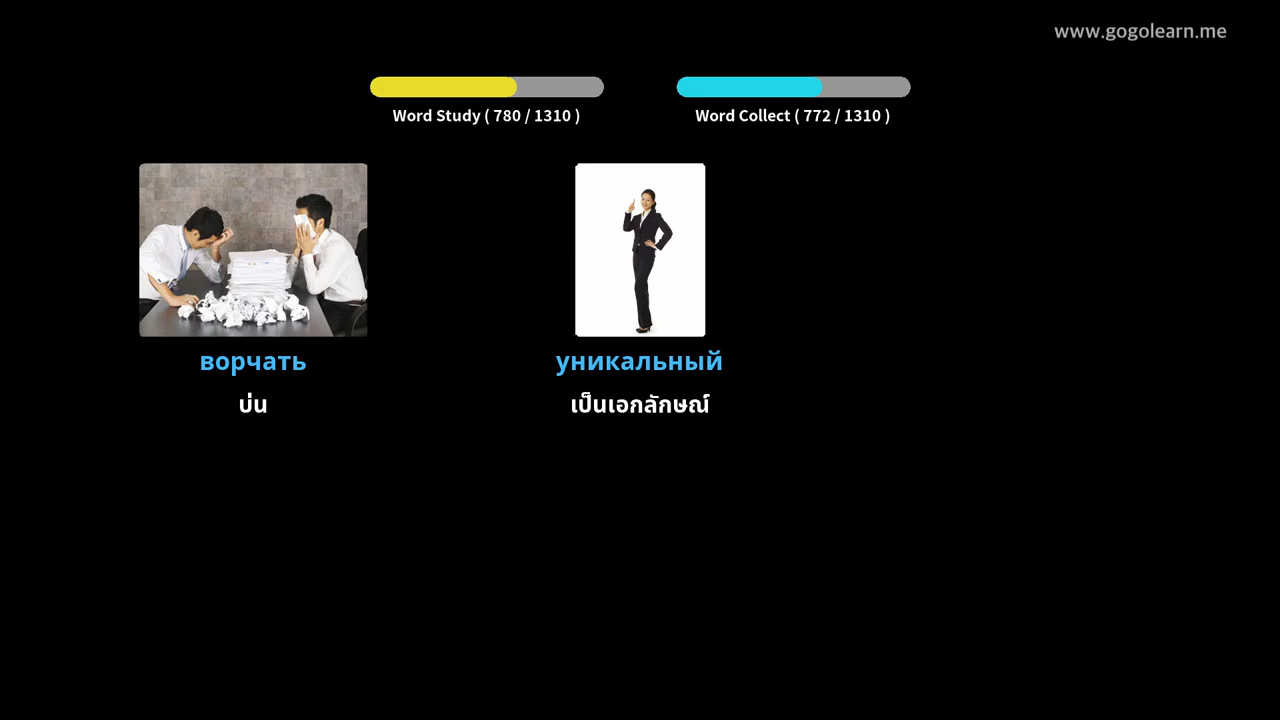 www.gogolearn.me
Word Study ( 780 / 1310 )
Word Collect ( 772 / 1310 )
ворчать
บ่น
уникальный
เป็นเอกลักษณ์